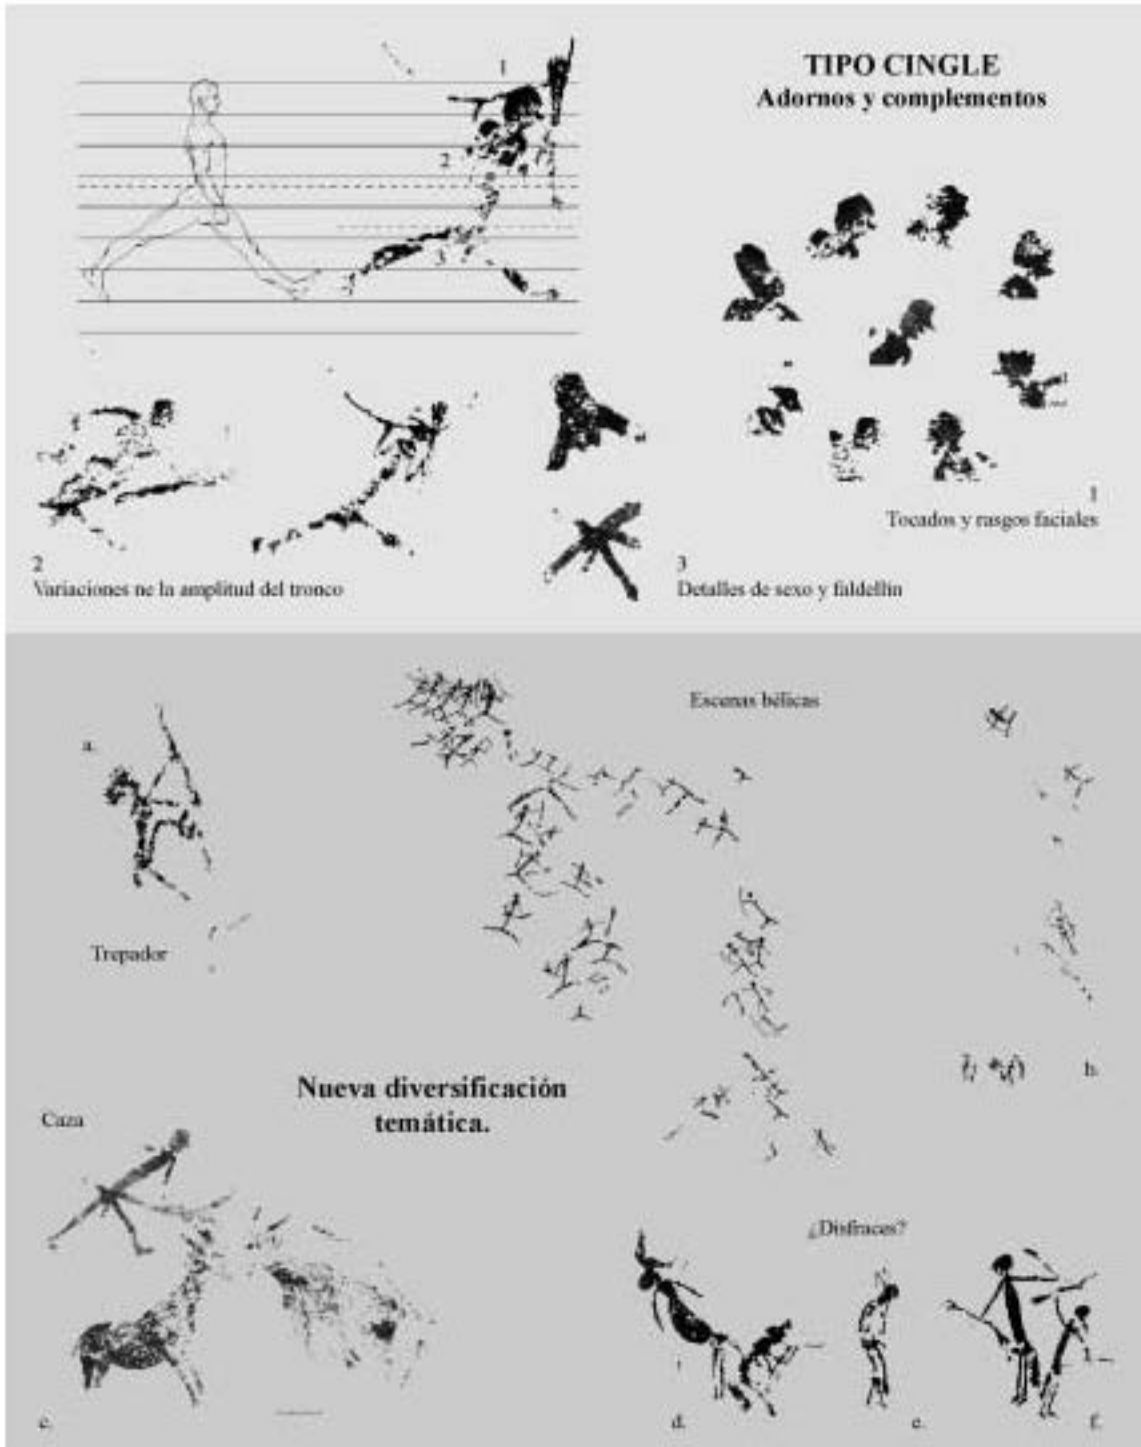 TIPO CINGLE
Adornos y complementos
1
2
3
1
Tocados y rasgos faciales
2
Variaciones ne la amplitud del tronco
3
Detalles de sexo y faldellín
Escenas bélicas
a.
Trepador
b.
Nueva diversificación
temática.
Caza
¿Disfraces?
c.
d.
e.
f.